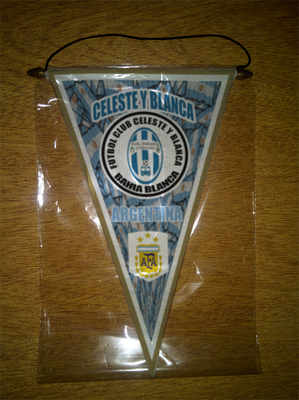 CELESTE Y BLANCA
FUTBOL CLUB CELESTE Y BLANCA
BAHIA BLANCA
ARGENTINA
AFA